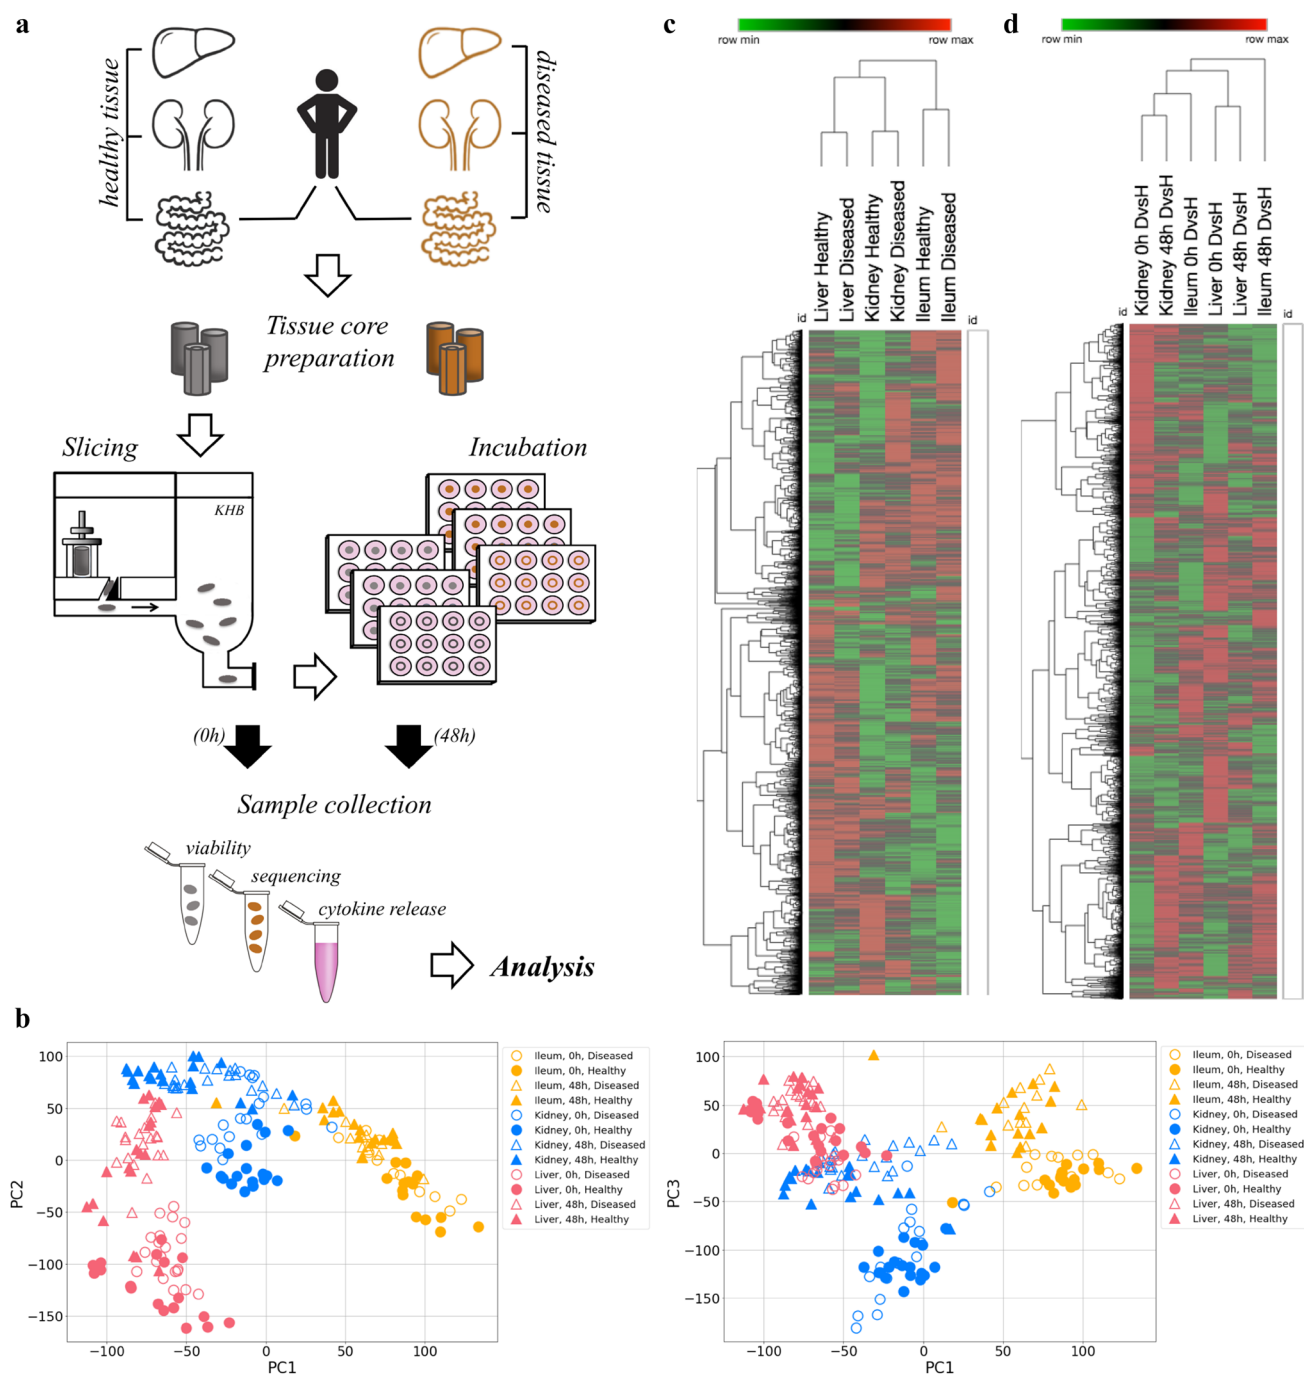 a
healthy tissue
diseased tissue
Tissue core
preparation
Slicing
Incubation
KHB
(0h)
(48h)
Sample collection
viability
sequencing
cytokine release
Analysis
c
row min
row max
id
Liver Healthy
Liver Diseased
Kidney Healthy
Kidney Diseased
Ileum Healthy
Ileum Diseased
id
d
row min
row max
id
Kidney 0h DvsH
Kidney 48h DvsH
Ileum 0h DvsH
Liver 0h DvsH
Liver 48h DvsH
Ileum 48h DvsH
id
b
PC2
100
50
0
−50
−100
−150
−100
−50
0
50
100
PC1
Ileum, 0h, Diseased
Ileum, 0h, Healthy
Ileum, 48h, Diseased
Ileum, 48h, Healthy
Kidney, 0h, Diseased
Kidney, 0h, Healthy
Kidney, 48h, Diseased
Kidney, 48h, Healthy
Liver, 0h, Diseased
Liver, 0h, Healthy
Liver, 48h, Diseased
Liver, 48h, Healthy
PC3
100
50
0
−50
−100
−150
−100
−50
0
50
100
PC1
Ileum, 0h, Diseased
Ileum, 0h, Healthy
Ileum, 48h, Diseased
Ileum, 48h, Healthy
Kidney, 0h, Diseased
Kidney, 0h, Healthy
Kidney, 48h, Diseased
Kidney, 48h, Healthy
Liver, 0h, Diseased
Liver, 0h, Healthy
Liver, 48h, Diseased
Liver, 48h, Healthy